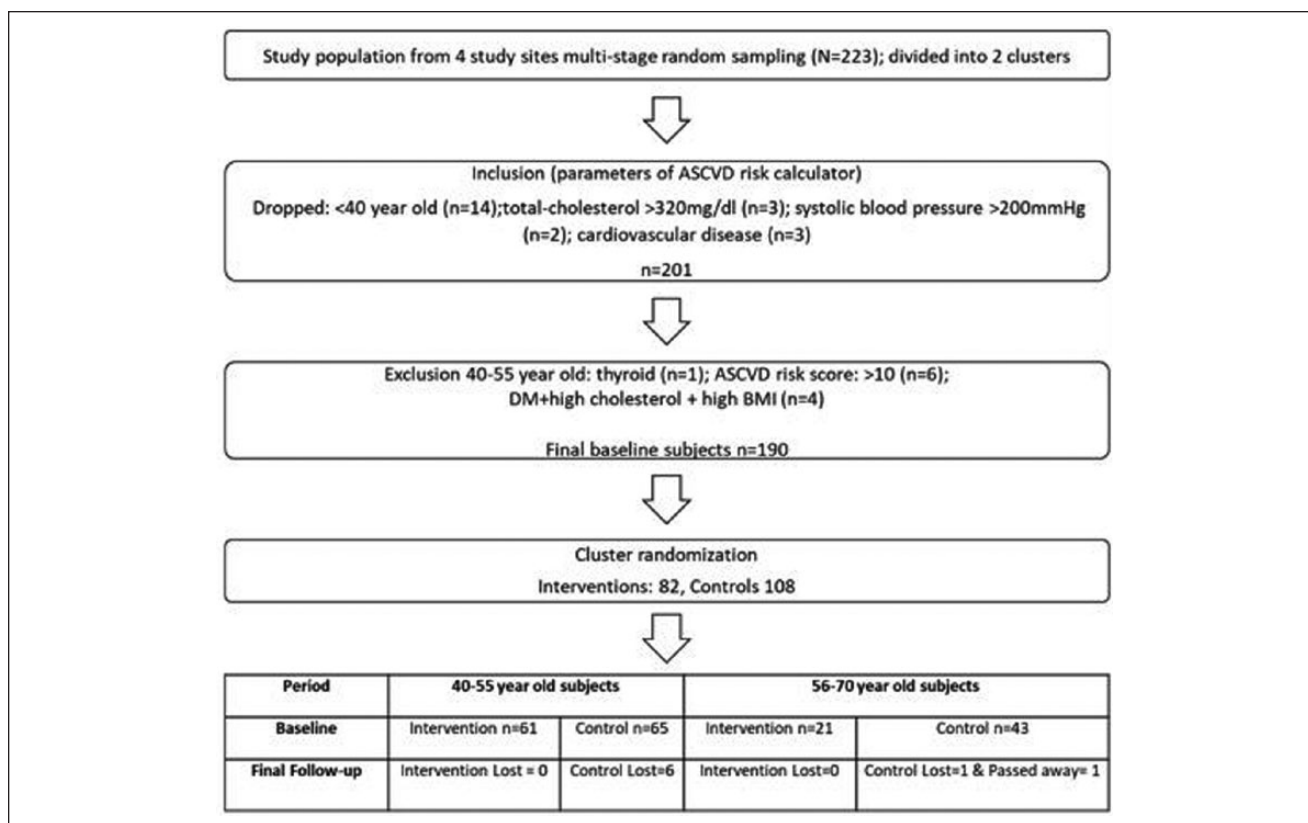 Study population from 4 study sites multi-stage random sampling (N=223); divided into 2 clusters
Inclusion (parameters of ASCVD risk calculator)
Dropped: <40 year old (n=14);total-cholesterol >320mg/dl (n=3); systolic blood pressure >200mmHg
(n=2); cardiovascular disease (n=3)
n=201
Exclusion 40-55 year old: thyroid (n=1); ASCVD risk score: >10 (n=6);
DM+high cholesterol + high BMI (n=4)
Final baseline subjects n=190
Cluster randomization
Interventions: 82, Controls 108
Period 40-55 year old subjects 56-70 year old subjects
Baseline Intervention n=61 Control n=65 Intervention n=21 Control n=43
Final Follow-up Intervention Lost = 0 Control Lost=6 Intervention Lost=0 Control Lost=1 & Passed away= 1